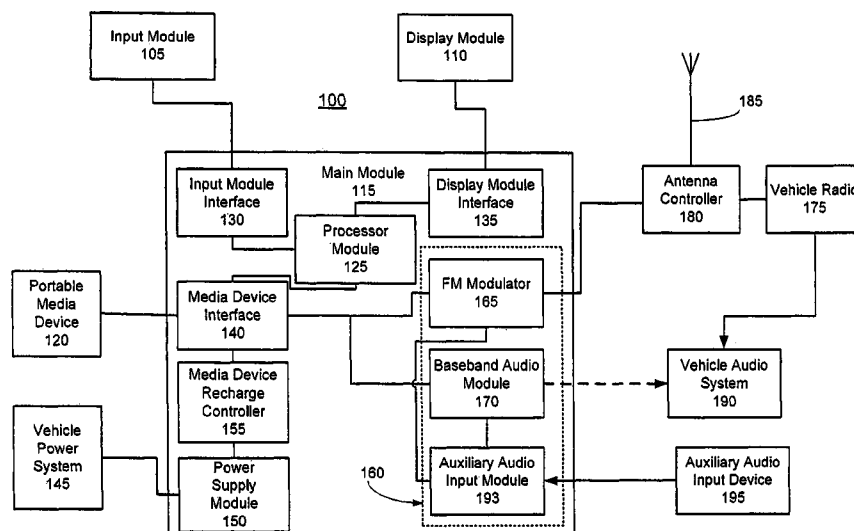 Input Module
105
Display Module
110
100
185
Main Module
115
Input Module
Interface
130
Display Module
Interface
135
Antenna
Controller
180
Vehicle Radio
175
Processor
Module
125
Portable
Media
Device
120
Media Device
Interface
140
FM Modulator
165
Media Device
Recharge
Controller
155
Baseband Audio
Module
170
Vehicle Audio
System
190
Vehicle
Power
System
145
Power
Supply
Module
150
160
Auxiliary Audio
Input Module
193
Auxiliary Audio
Input Device
195